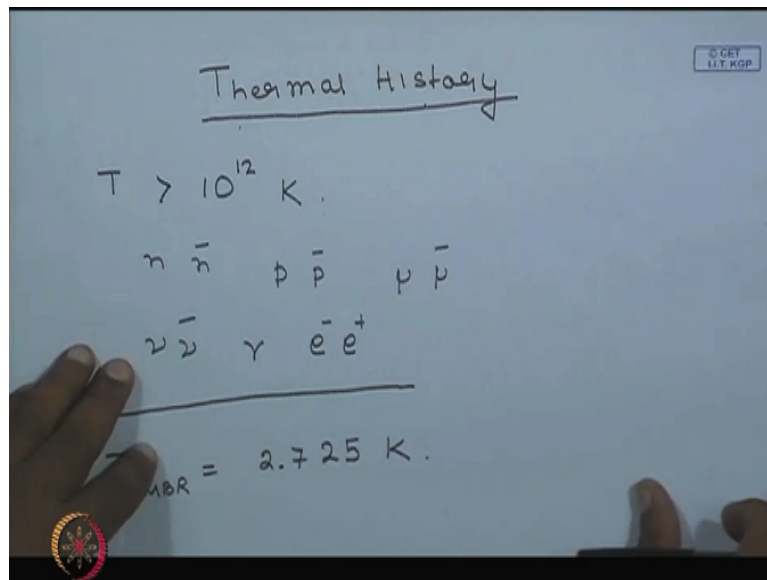 © CET
I.I.T. KGP
Thermal History
T > 10¹² K.
n n̄ p p̄ μ μ̄
ν ν̄ γ e⁻ e⁺
MBR = 2.725 K.